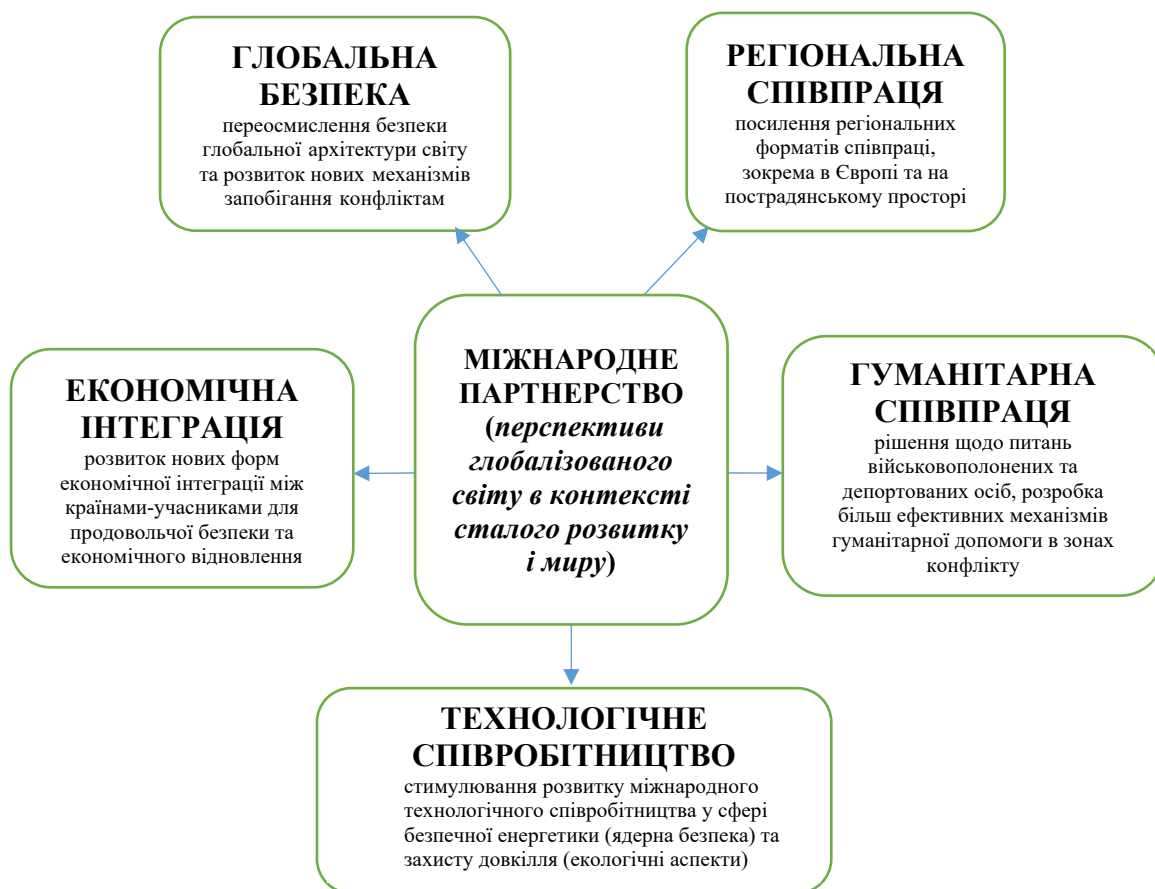 ГЛОБАЛЬНА
БЕЗПЕКА
переосмислення безпеки
глобальної архітектури світу
та розвиток нових механізмів
запобігання конфліктам
РЕГІОНАЛЬНА
СПІВПРАЦЯ
посилення регіональних
форматів співпраці,
зокрема в Європі та на
пострадянському просторі
ЕКОНОМІЧНА
ІНТЕГРАЦІЯ
розвиток нових форм
економічної інтеграції між
країнами-учасниками для
продовольчої безпеки та
економічного відновлення
МІЖНАРОДНЕ
ПАРТНЕРСТВО
(перспективи
глобалізованого
світу в контексті
сталого розвитку
і миру)
ГУМАНІТАРНА
СПІВПРАЦЯ
рішення щодо питань
військовополонених та
депортованих осіб, розробка
більш ефективних механізмів
гуманітарної допомоги в зонах
конфлікту
ТЕХНОЛОГІЧНЕ
СПІВРОБІТНИЦТВО
стимулювання розвитку міжнародного
технологічного співробітництва у сфері
безпечної енергетики (ядерна безпека) та
захисту довкілля (екологічні аспекти)